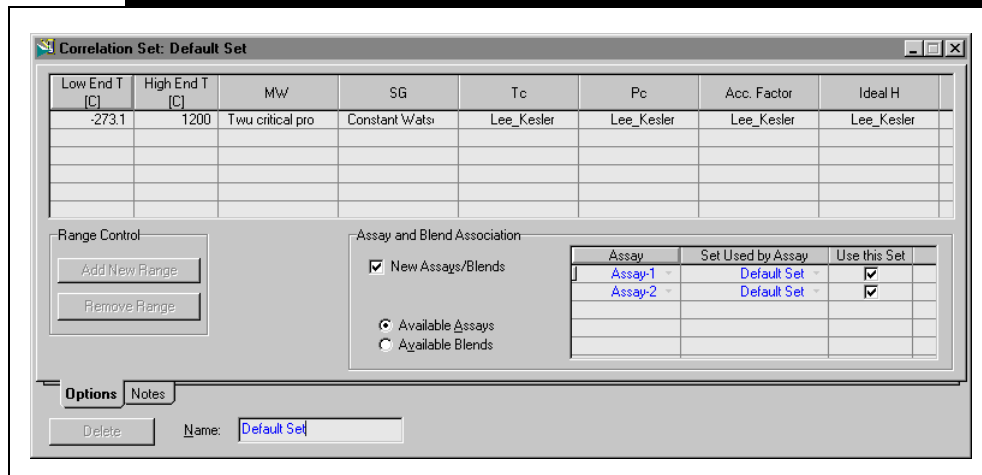 Correlation Set: Default Set
Low End T [C] High End T [C] MW SG Tc Pc Acc. Factor Ideal H
-273.1 1200 Twu critical pro Constant Wats Lee_Kesler Lee_Kesler Lee_Kesler Lee_Kesler
Range Control
Add New Range
Remove Range
Assay and Blend Association
New Assays/Blends
Available Assays
Available Blends
Assay Set Used by Assay Use this Set
Assay-1 Default Set
Assay-2 Default Set
Options Notes
Delete Name: Default Set